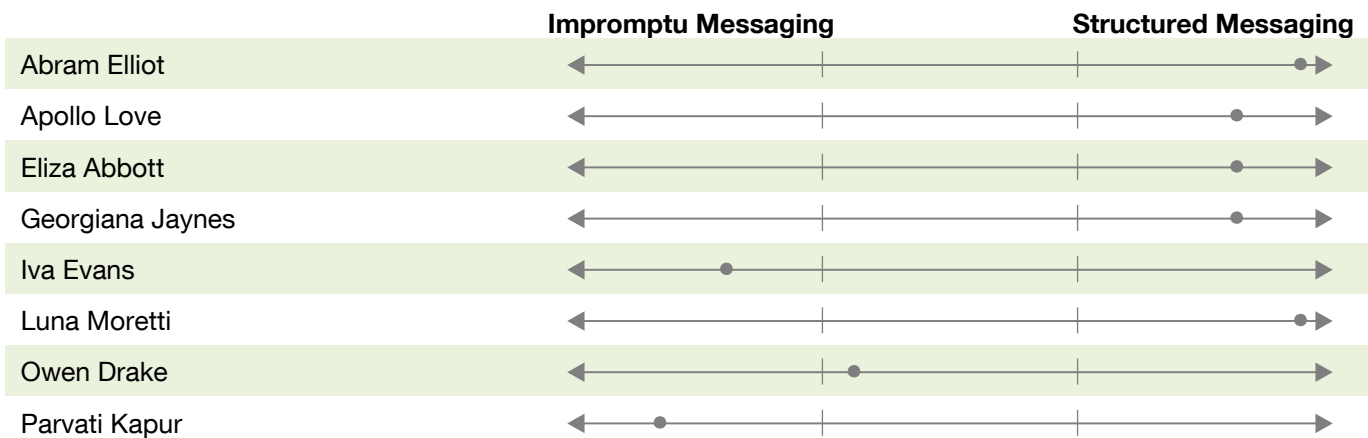 Impromptu Messaging Structured Messaging
Abram Elliot
Apollo Love
Eliza Abbott
Georgiana Jaynes
Iva Evans
Luna Moretti
Owen Drake
Parvati Kapur